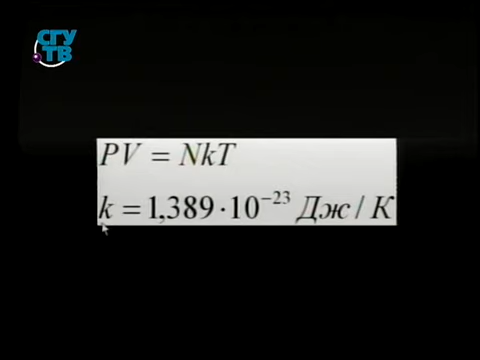 СГУ
ТВ
PV = NkT
k = 1,389 · 10⁻²³ Дж / К